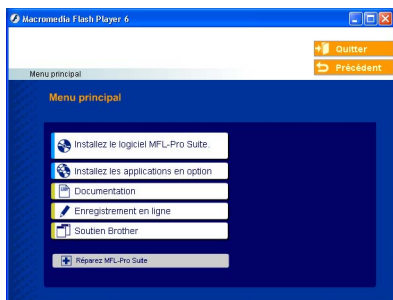 Macromedia Flash Player 6
Quitter
Précédent
Menu principal
Menu principal
Installez le logiciel MFL-Pro Suite.
Installez les applications en option
Documentation
Enregistrement en ligne
Soutien Brother
Réparez MFL-Pro Suite